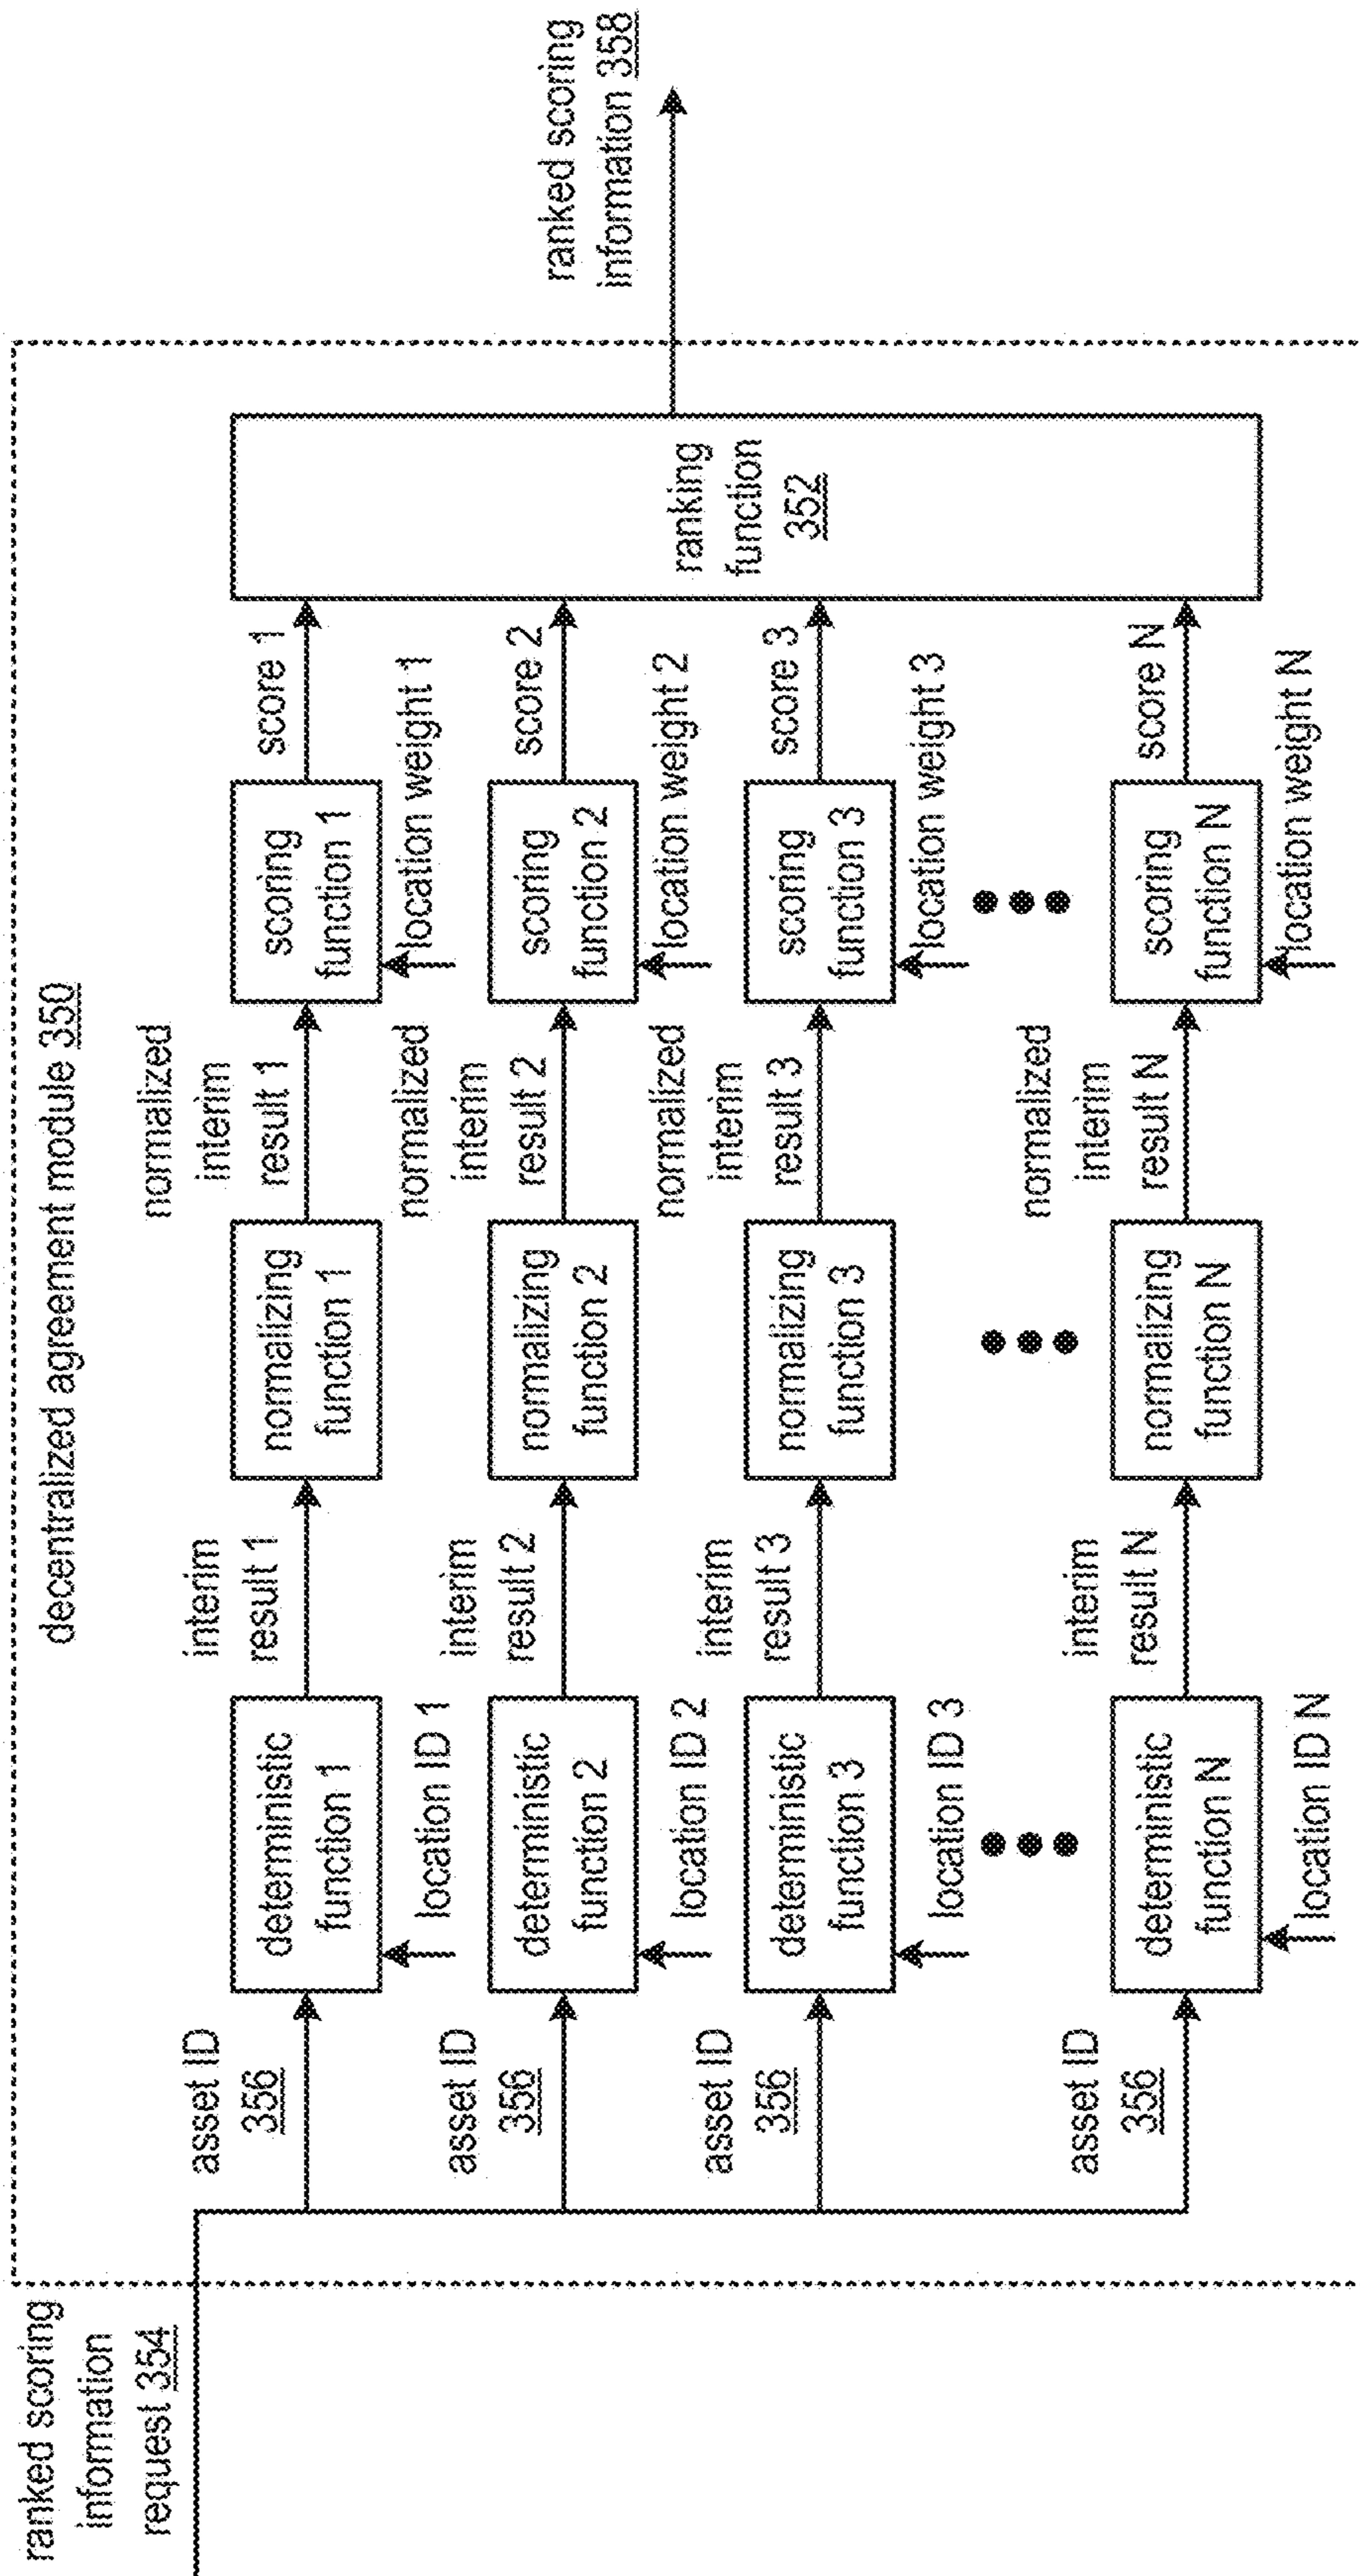 ranked scoring
information
request 354
decentralized agreement module 350
asset ID
356
deterministic
function 1
location ID 1
interim
result 1
normalizing
function 1
normalized
interim
result 1
scoring
function 1
location weight 1
score 1
asset ID
356
deterministic
function 2
location ID 2
interim
result 2
normalizing
function 2
normalized
interim
result 2
scoring
function 2
location weight 2
score 2
asset ID
356
deterministic
function 3
location ID 3
interim
result 3
normalizing
function 3
normalized
interim
result 3
scoring
function 3
location weight 3
score 3
asset ID
356
deterministic
function N
location ID N
interim
result N
normalizing
function N
normalized
interim
result N
scoring
function N
location weight N
score N
ranking
function
352
ranked scoring
information 358